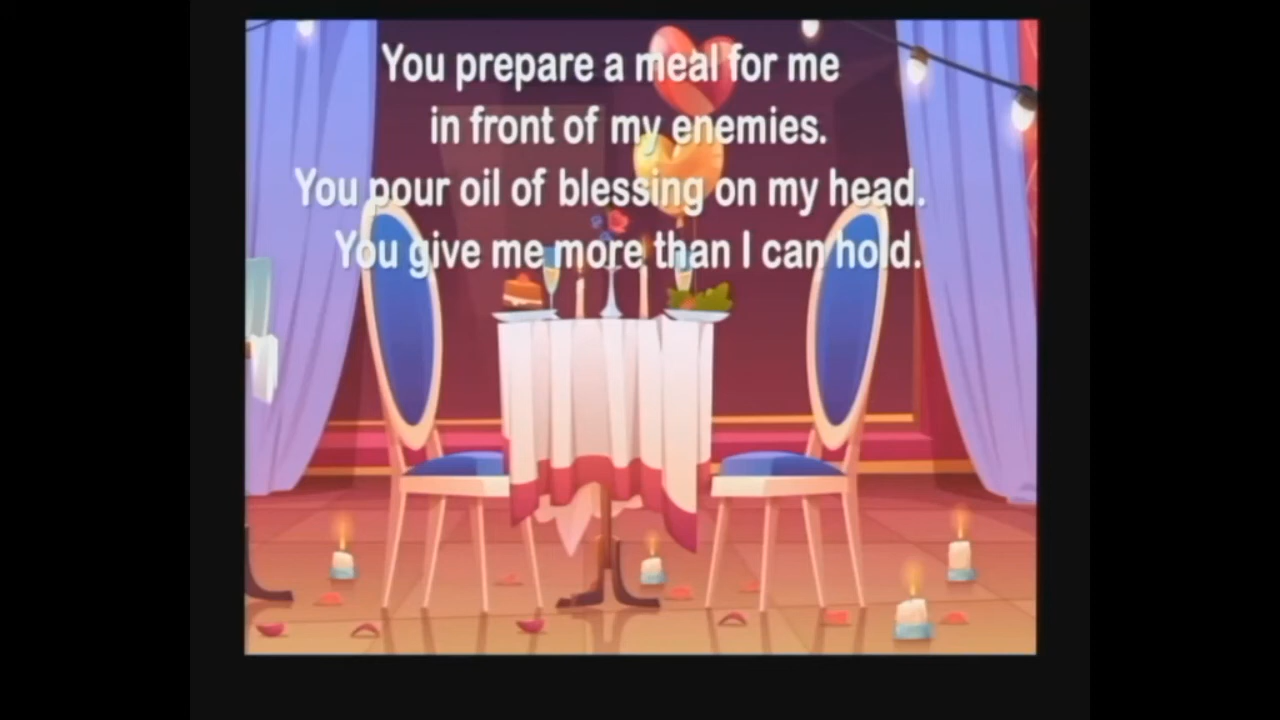 You prepare a meal for me
in front of my enemies.
You pour oil of blessing on my head.
You give me more than I can hold.